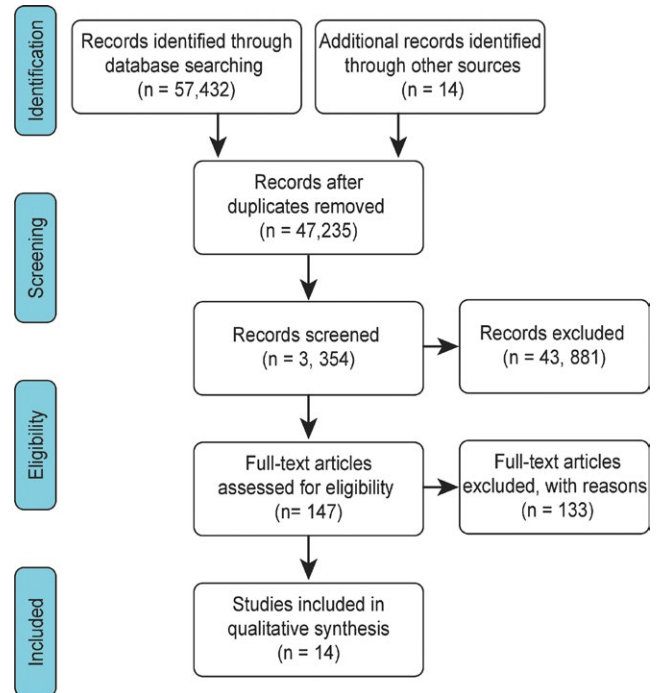 Identification
Records identified through
database searching
(n = 57,432)
Additional records identified
through other sources
(n = 14)
Screening
Records after
duplicates removed
(n = 47,235)
Records screened
(n = 3, 354)
Records excluded
(n = 43, 881)
Eligibility
Full-text articles
assessed for eligibility
(n= 147)
Full-text articles
excluded, with reasons
(n = 133)
Included
Studies included in
qualitative synthesis
(n = 14)